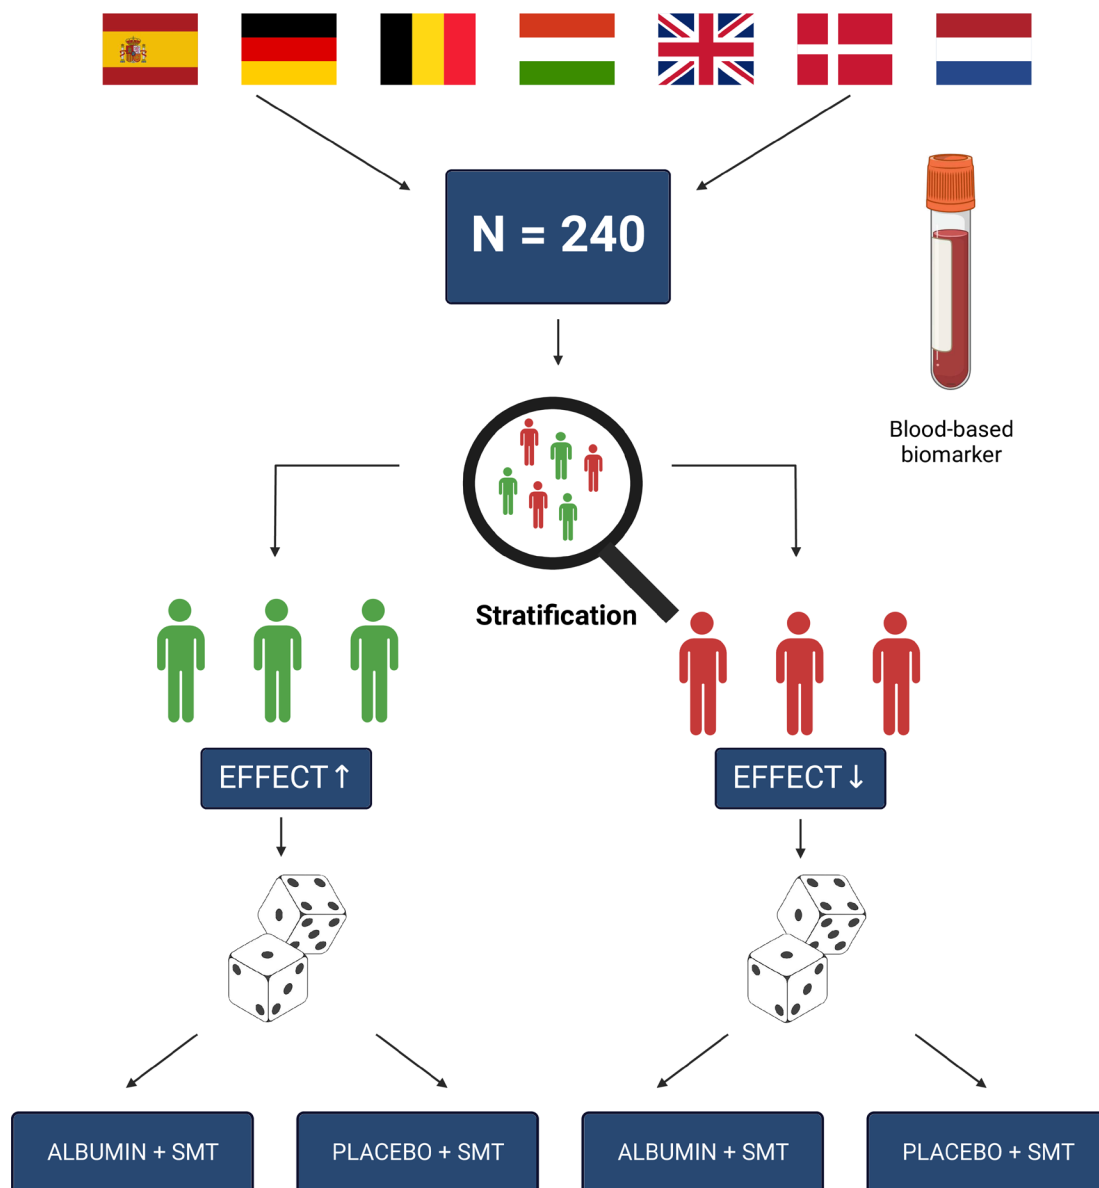 N = 240
Blood-based
biomarker
Stratification
EFFECT↑
EFFECT↓
ALBUMIN + SMT
PLACEBO + SMT
ALBUMIN + SMT
PLACEBO + SMT